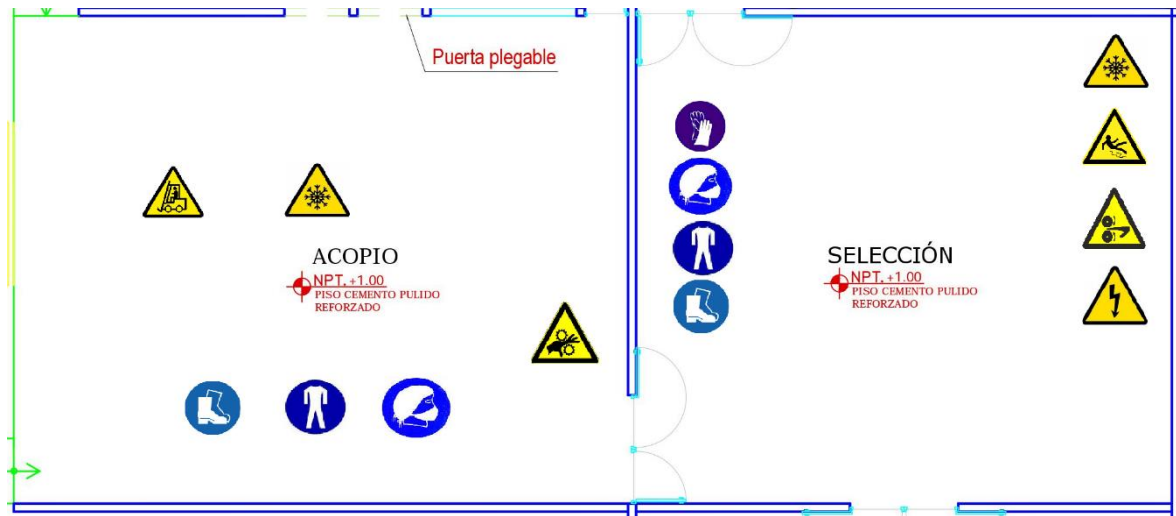 Puerta plegable
ACOPIO
NPT. +1.00
PISO CEMENTO PULIDO
REFORZADO
SELECCIÓN
NPT. +1.00
PISO CEMENTO PULIDO
REFORZADO